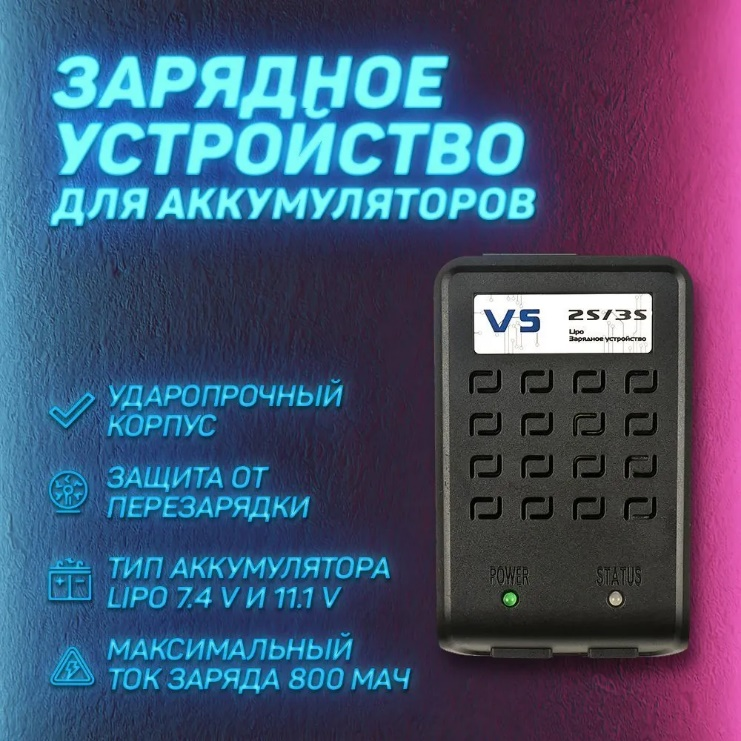 ЗАРЯДНОЕ
УСТРОЙСТВО
ДЛЯ АККУМУЛЯТОРОВ
VS 2S/3S
Lipo
Зарядное устройство
УДАРОПРОЧНЫЙ
КОРПУС
ЗАЩИТА ОТ
ПЕРЕЗАРЯДКИ
ТИП АККУМУЛЯТОРА
LIPO 7.4 V И 11.1 V
МАКСИМАЛЬНЫЙ
ТОК ЗАРЯДА 800 МАЧ
POWER STATUS